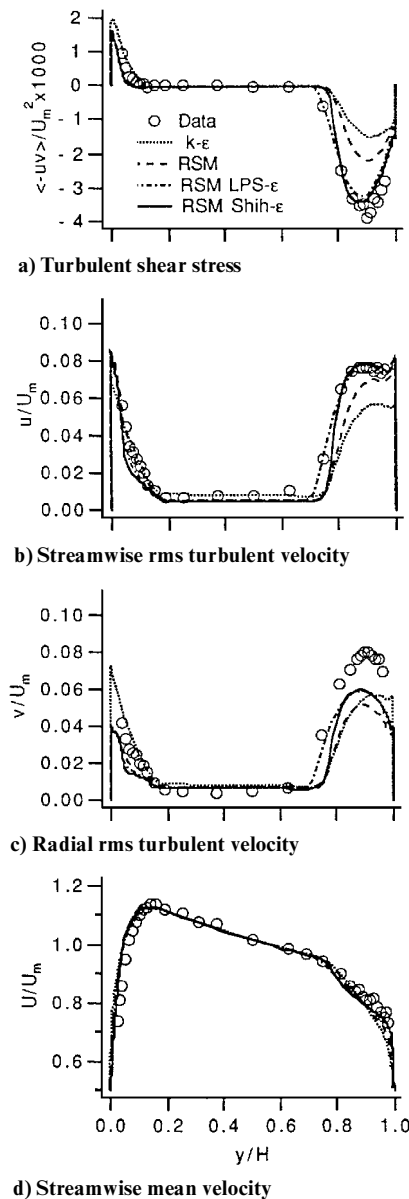 <-uv>/U_m^2 x1000
2
1
0
- 1
- 2
- 3
- 4
Data
k-ε
RSM
RSM LPS-ε
RSM Shih-ε
a) Turbulent shear stress
u/U_m
0.10
0.08
0.06
0.04
0.02
0.00
b) Streamwise rms turbulent velocity
v/U_m
0.10
0.08
0.06
0.04
0.02
0.00
c) Radial rms turbulent velocity
U/U_m
1.2
1.0
0.8
0.6
0.0 0.2 0.4 0.6 0.8 1.0
y/H
d) Streamwise mean velocity